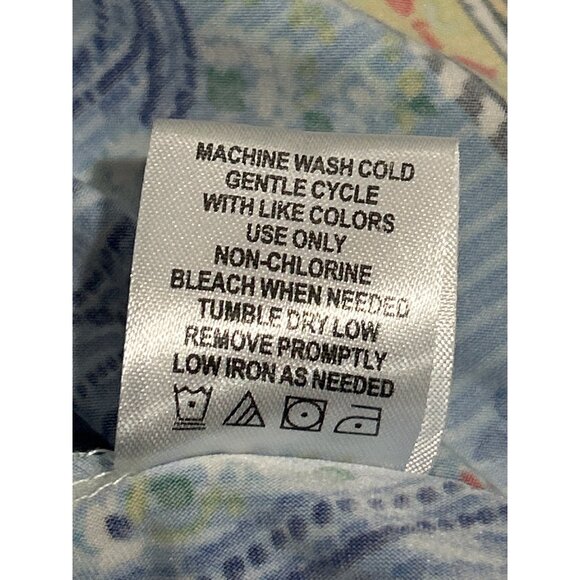 MACHINE WASH COLD
GENTLE CYCLE
WITH LIKE COLORS
USE ONLY
NON-CHLORINE
BLEACH WHEN NEEDED
TUMBLE DRY LOW
REMOVE PROMPTLY
LOW IRON AS NEEDED